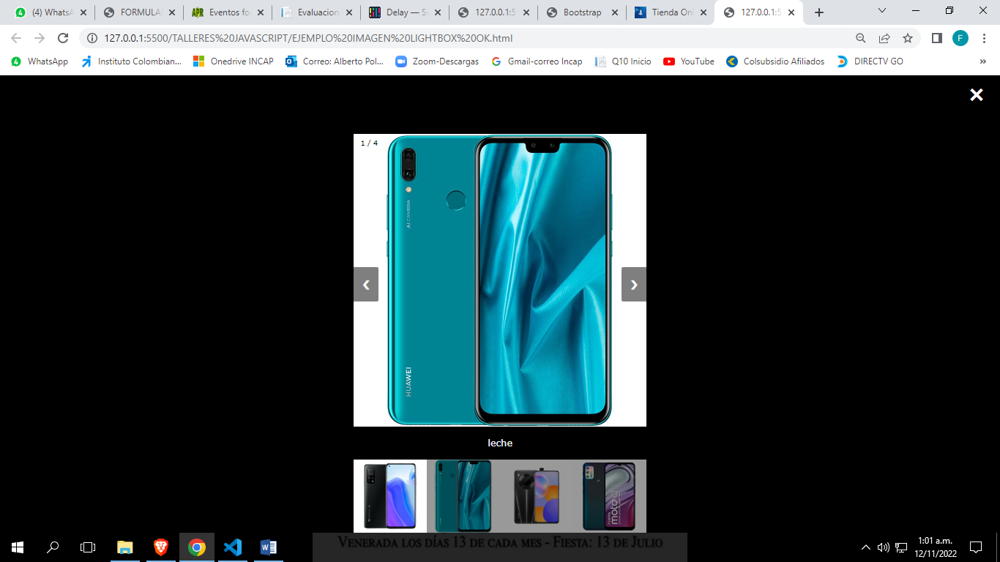 (4) WhatsA
FORMULA
Eventos fo
Evaluacion
Delay — S
127.0.0.1:5
Bootstrap
Tienda Onl
127.0.0.1:5
127.0.0.1:5500/TALLERES%20JAVASCRIPT/EJEMPLO%20IMAGEN%20LIGHTBOX%20OK.html
F
WhatsApp
Instituto Colombian...
Onedrive INCAP
Correo: Alberto Pol...
Zoom-Descargas
Gmail-correo Incap
Q10 Inicio
YouTube
Colsubsidio Afiliados
DIRECTV GO
»
1 / 4
AI CAMERA
HUAWEI
leche
moto g
Venerada los días 13 de cada mes - Fiesta: 13 de Julio
1:01 a.m.
12/11/2022